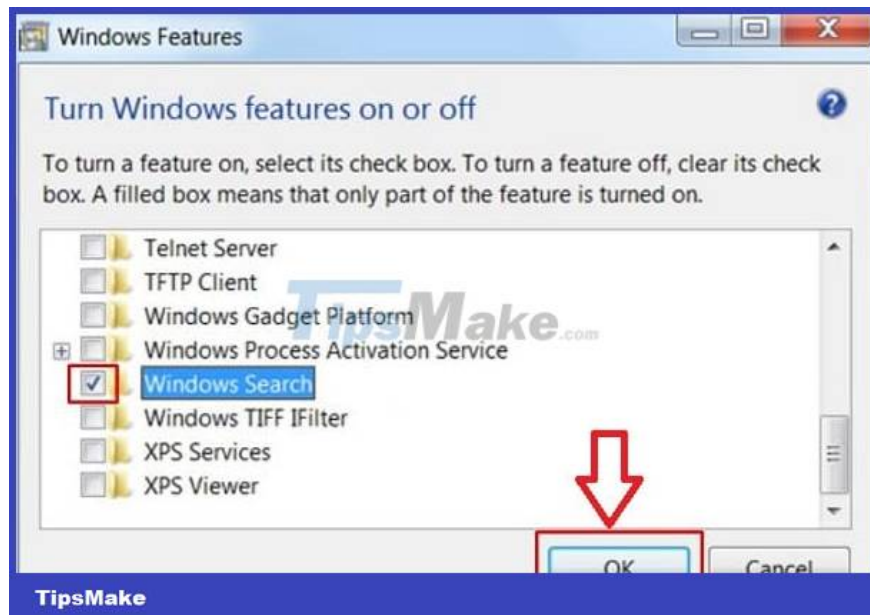 Windows Features
Turn Windows features on or off
To turn a feature on, select its check box. To turn a feature off, clear its check
box. A filled box means that only part of the feature is turned on.
Telnet Server
TFTP Client
Windows Gadget Platform
TipsMake.com
Windows Process Activation Service
Windows Search
Windows TIFF IFilter
XPS Services
XPS Viewer
OK Cancel
TipsMake